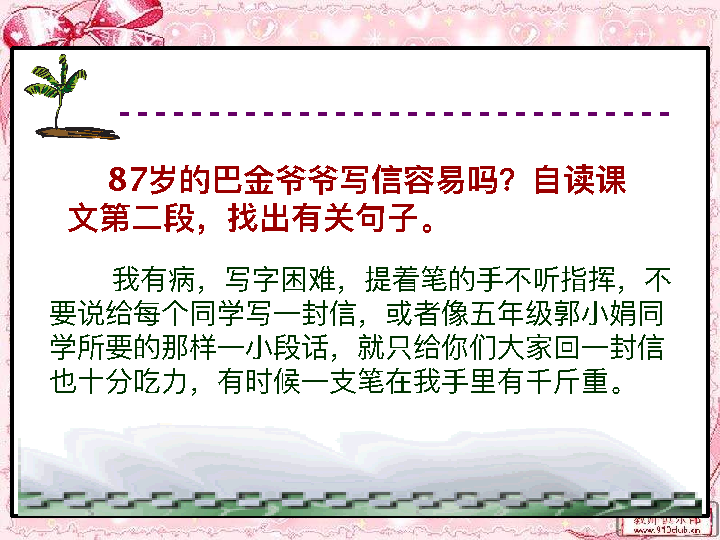 87岁的巴金爷爷写信容易吗？自读课
文第二段，找出有关句子。
我有病，写字困难，提着笔的手不听指挥，不
要说给每个同学写一封信，或者像五年级郭小娟同
学所要的那样一小段话，就只给你们大家回一封信
也十分吃力，有时候一支笔在我手里有千斤重。
www.910club.cn